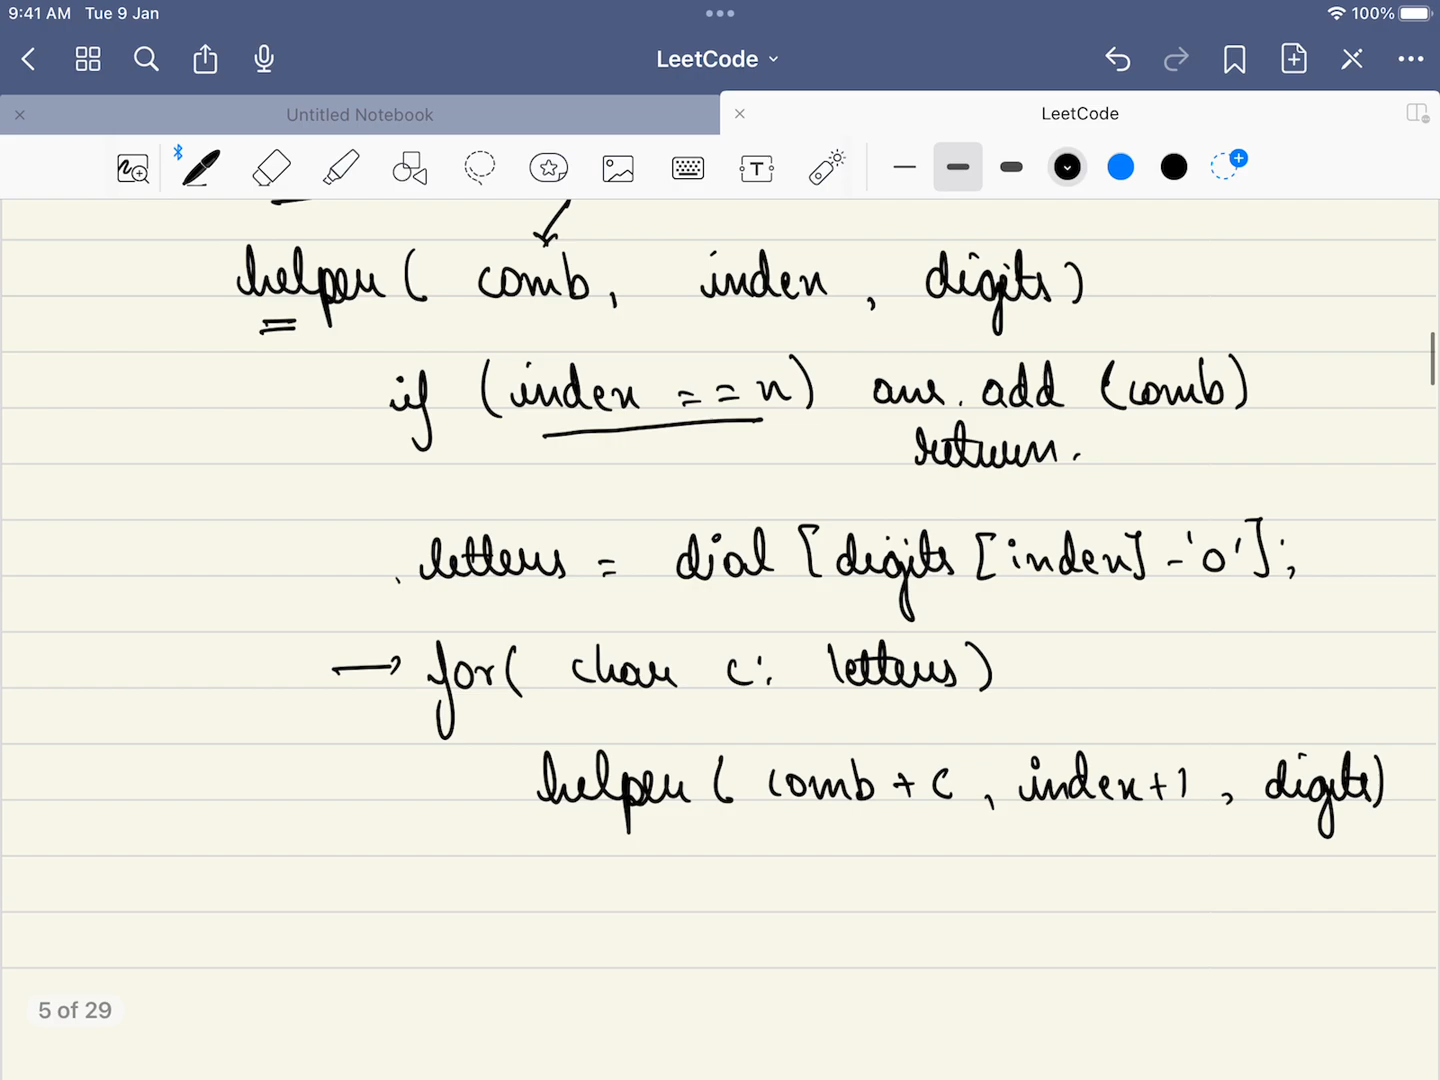 9:41 AM Tue 9 Jan
100%
LeetCode
Untitled Notebook
LeetCode
T
helper ( comb, index , digits )
if (index == n) ans. add (comb)
return.
letters = dial [digits [index] - '0'];
for( char c: letters)
helper ( comb + c , index+1 , digits)
5 of 29